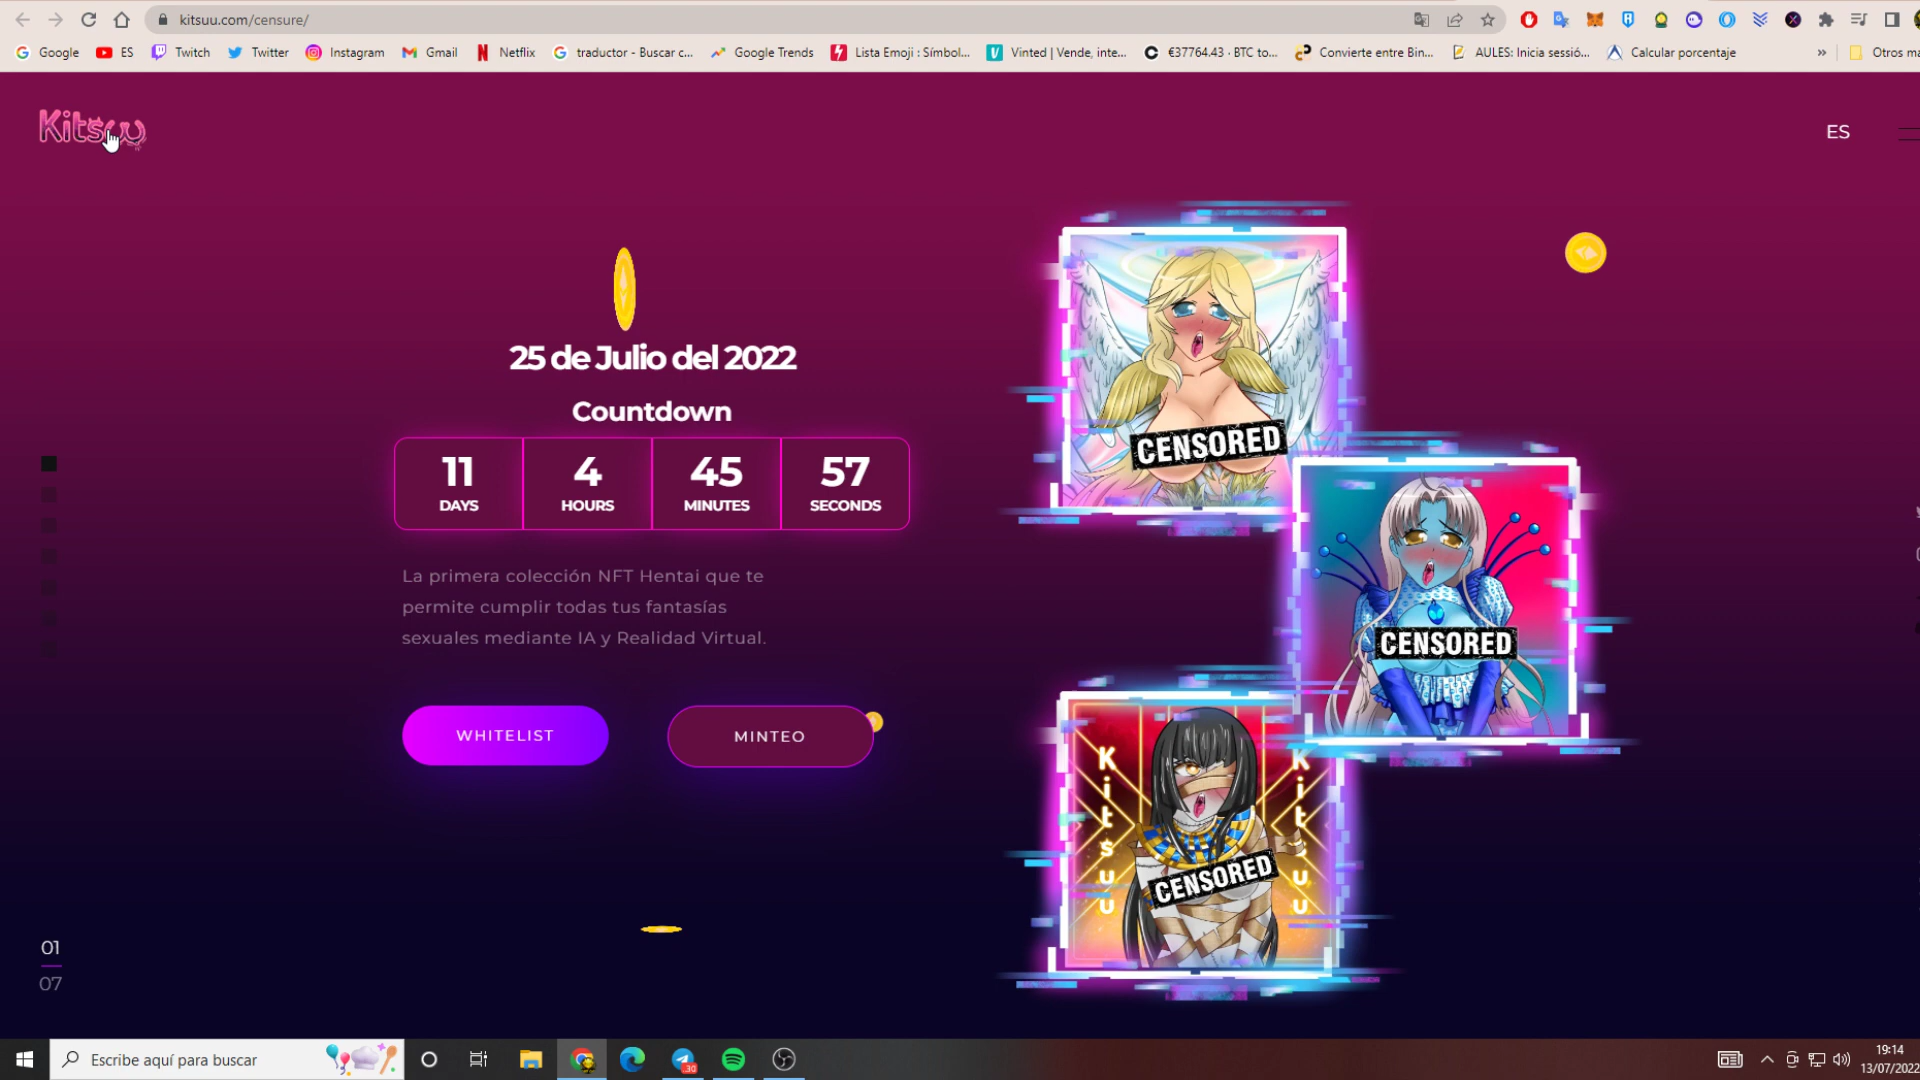 kitsuu.com/censure/
Google
ES
Twitch
Twitter
Instagram
Gmail
Netflix
traductor - Buscar c...
Google Trends
Lista Emoji : Símbol...
Vinted | Vende, inte...
€37764.43 · BTC to...
Convierte entre Bin...
AULES: Inicia sessió...
Calcular porcentaje
»
Otros ma
Kitsuu
ES
25 de Julio del 2022
Countdown
11
4
45
57
DAYS
HOURS
MINUTES
SECONDS
La primera colección NFT Hentai que te
permite cumplir todas tus fantasías
sexuales mediante IA y Realidad Virtual.
WHITELIST
MINTEO
CENSORED
CENSORED
Kitsuu
Kitsuu
CENSORED
01
07
Escribe aquí para buscar
30
19:14
13/07/2022